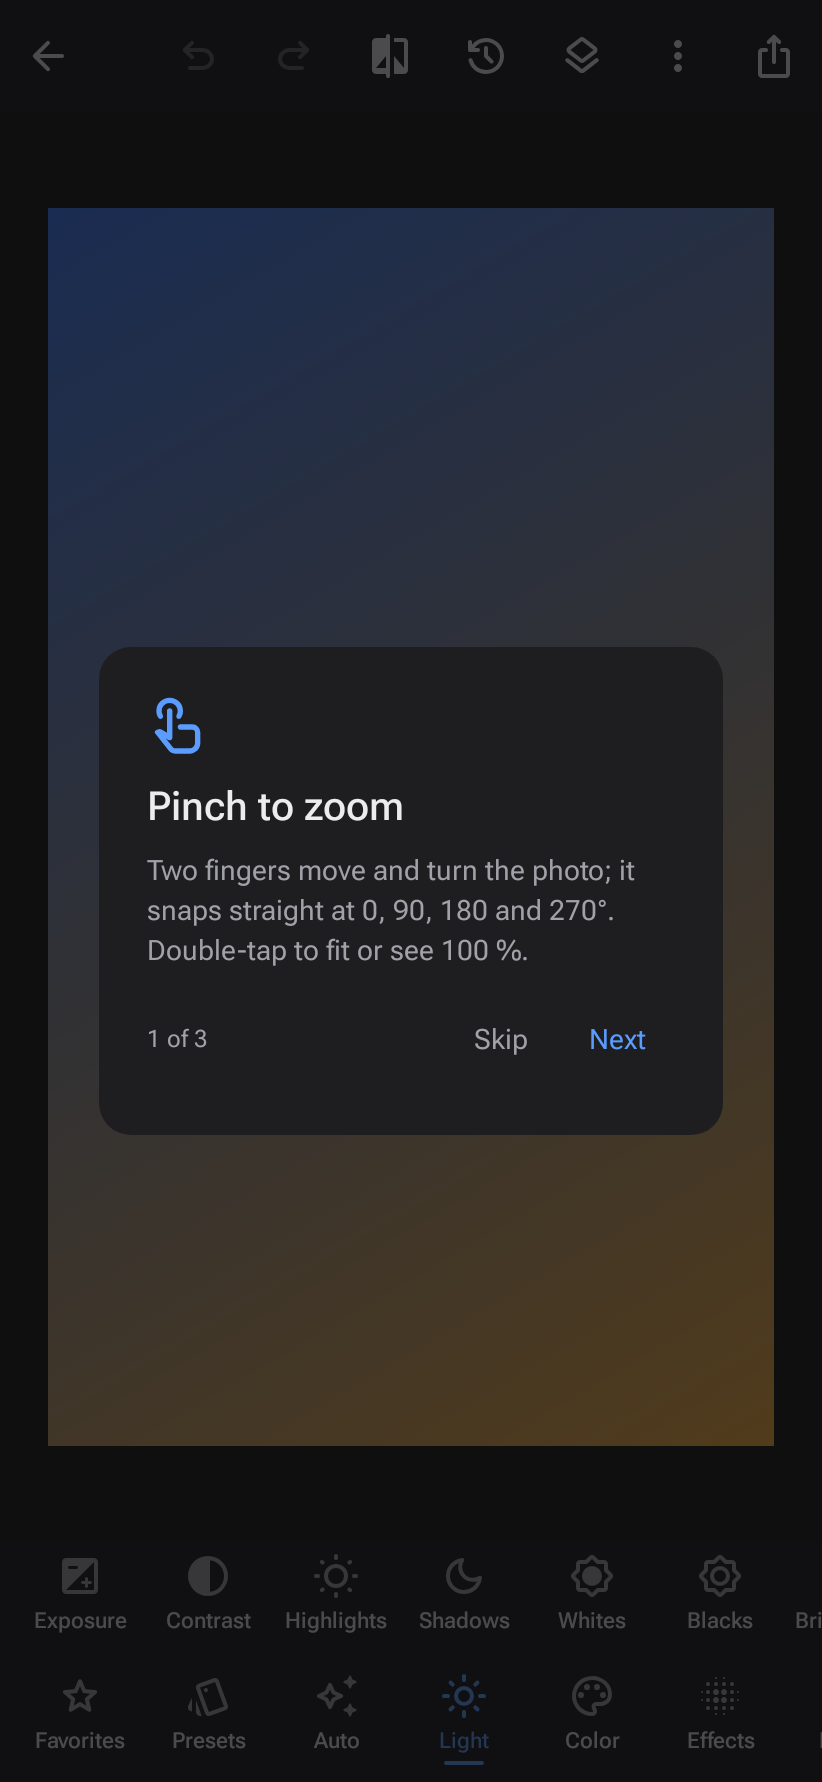 Pinch to zoom
Two fingers move and turn the photo; it
snaps straight at 0, 90, 180 and 270°.
Double-tap to fit or see 100 %.
1 of 3
Skip
Next
Exposure
Contrast
Highlights
Shadows
Whites
Blacks
Bri
Favorites
Presets
Auto
Light
Color
Effects